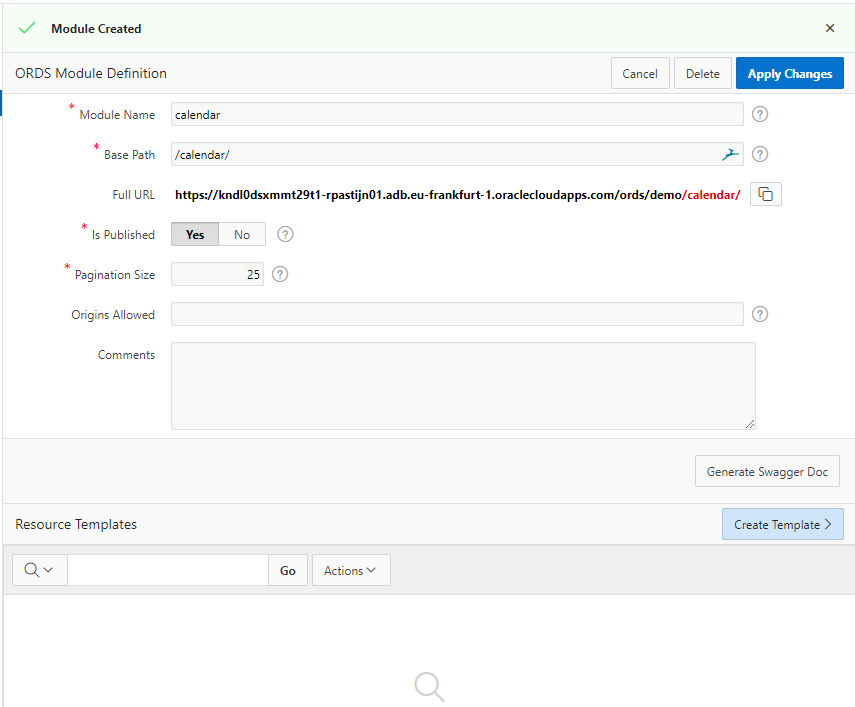 Module Created
ORDS Module Definition Cancel Delete Apply Changes
* Module Name calendar
* Base Path /calendar/
Full URL https://kndl0dsxmmt29t1-rpastijn01.adb.eu-frankfurt-1.oraclecloudapps.com/ords/demo/calendar/
* Is Published Yes No
* Pagination Size 25
Origins Allowed
Comments
Generate Swagger Doc
Resource Templates Create Template
Go Actions